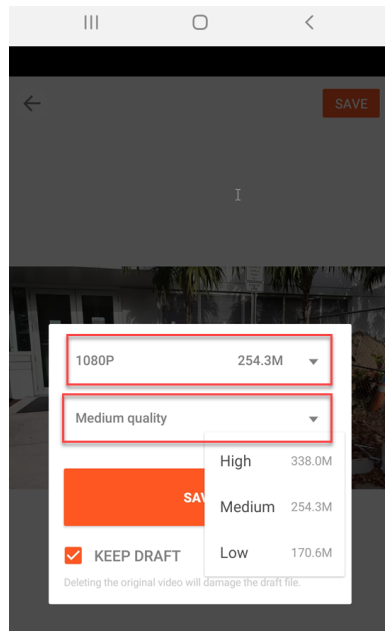 SAVE
1080P 254.3M
Medium quality
High 338.0M
Medium 254.3M
Low 170.6M
KEEP DRAFT
Deleting the original video will damage the draft file.